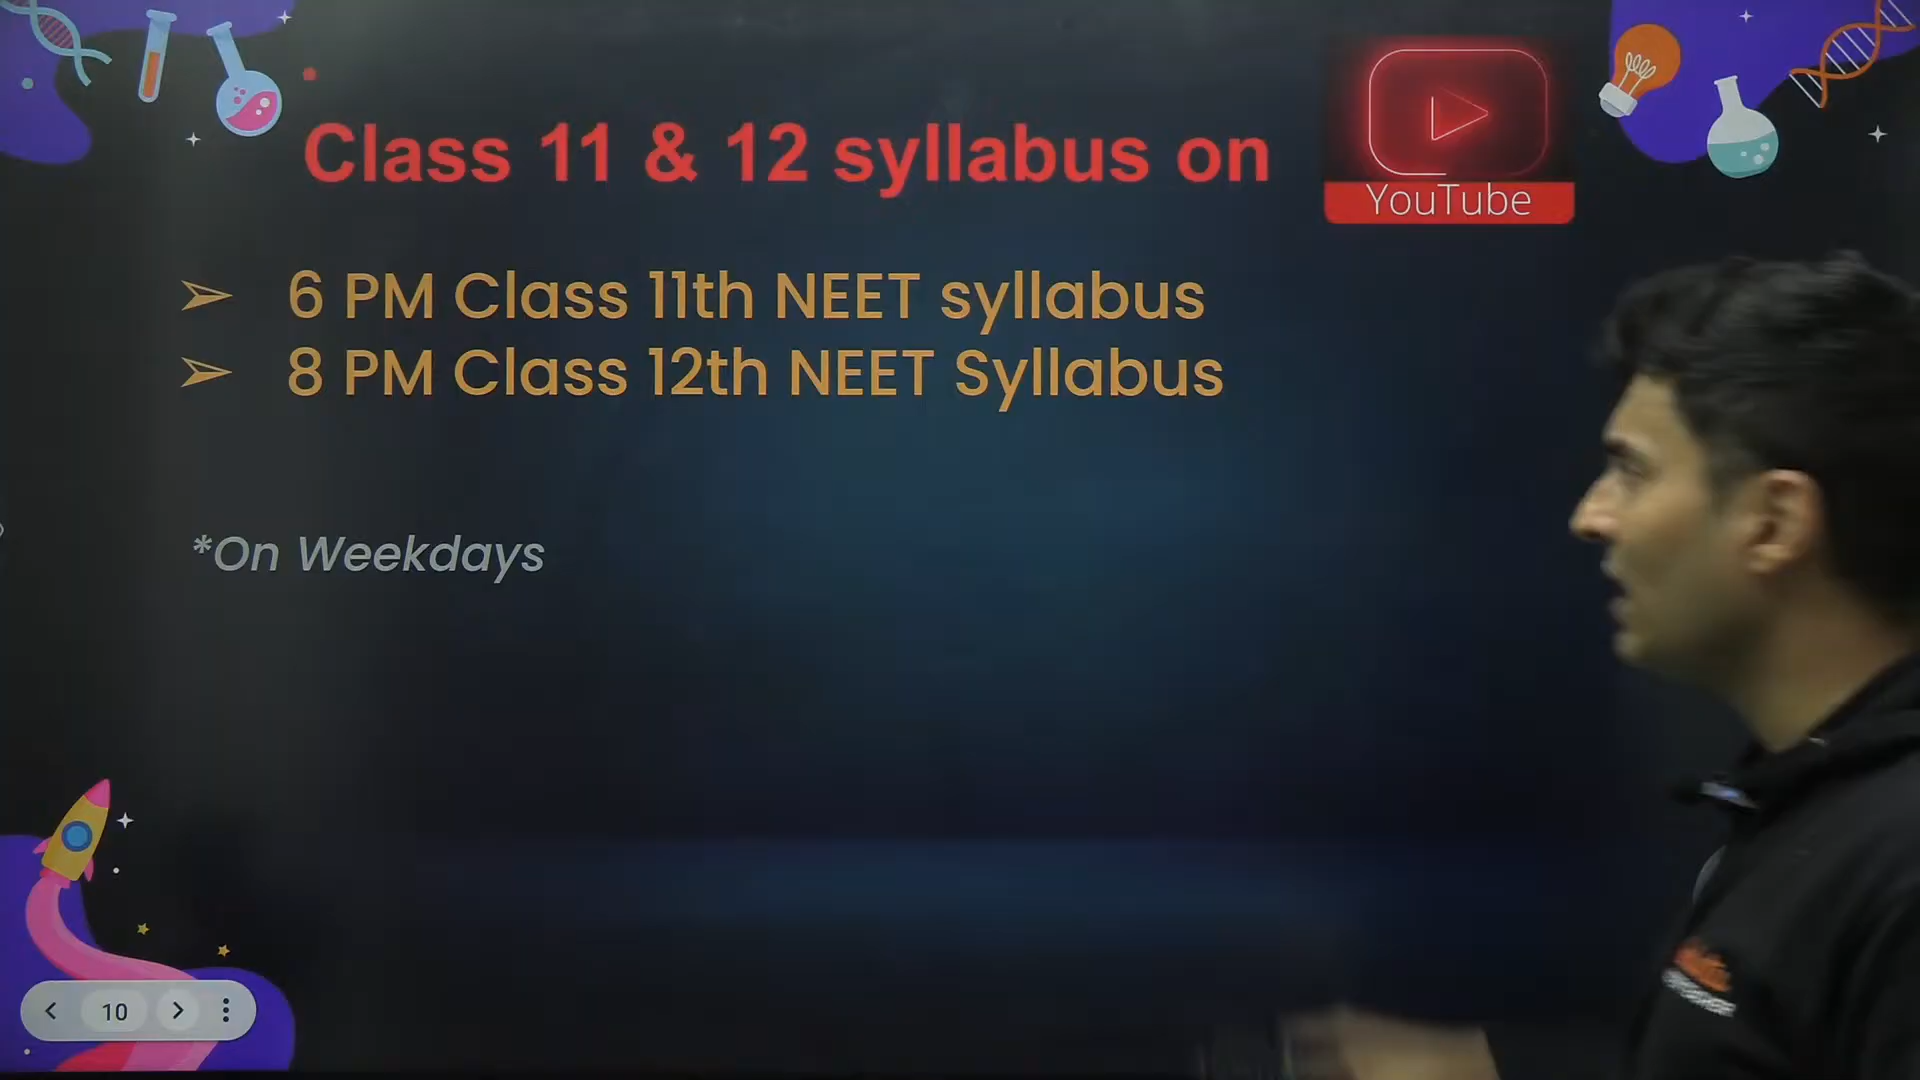 Class 11 & 12 syllabus on
YouTube
➢ 6 PM Class 11th NEET syllabus
➢ 8 PM Class 12th NEET Syllabus
*On Weekdays
10